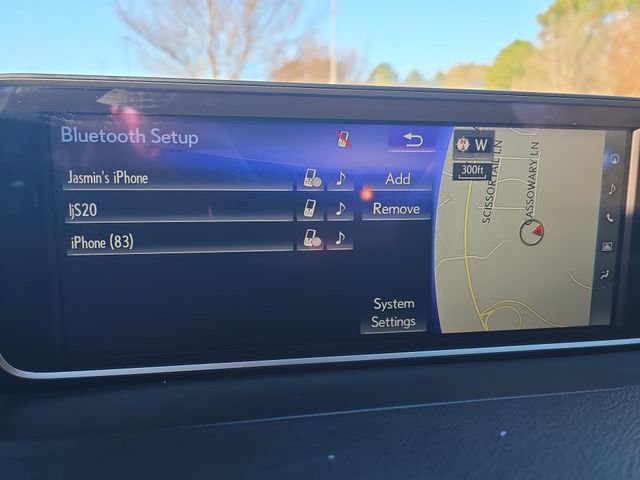 Bluetooth Setup
W
300ft
Jasmin's iPhone
Add
ljS20
Remove
iPhone (83)
System
Settings
SCISSORTAIL LN
CASSOWARY LN